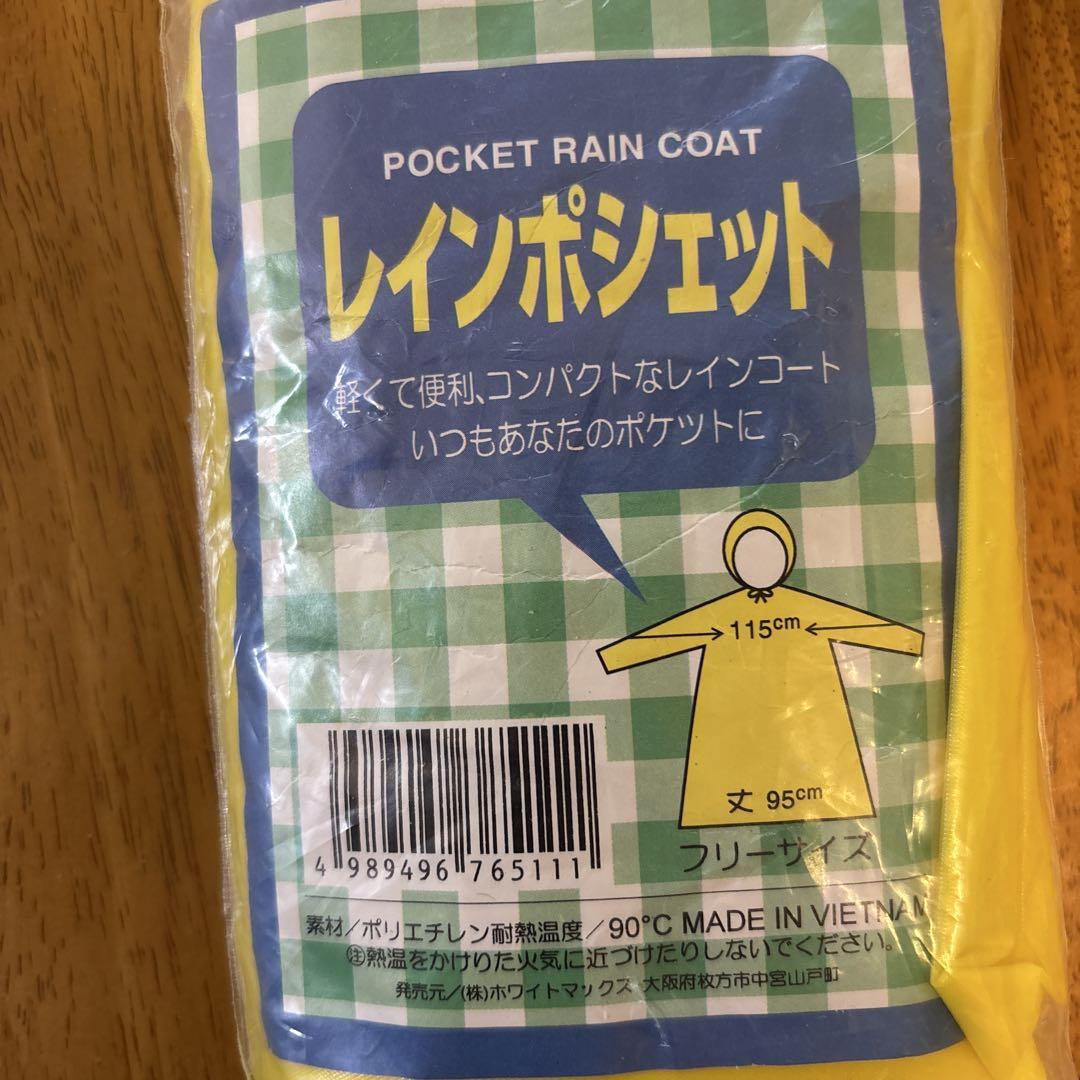 POCKET RAIN COAT
レインポシェット
軽くて便利、コンパクトなレインコート
いつもあなたのポケットに
115cm
丈 95cm
フリーサイズ
4 989496 765111
素材/ポリエチレン耐熱温度/90°C MADE IN VIETNAM
㊟熱温をかけりた火気に近づけたりしないでください。
発売元/(株)ホワイトマックス 大阪府枚方市中宮山戸町